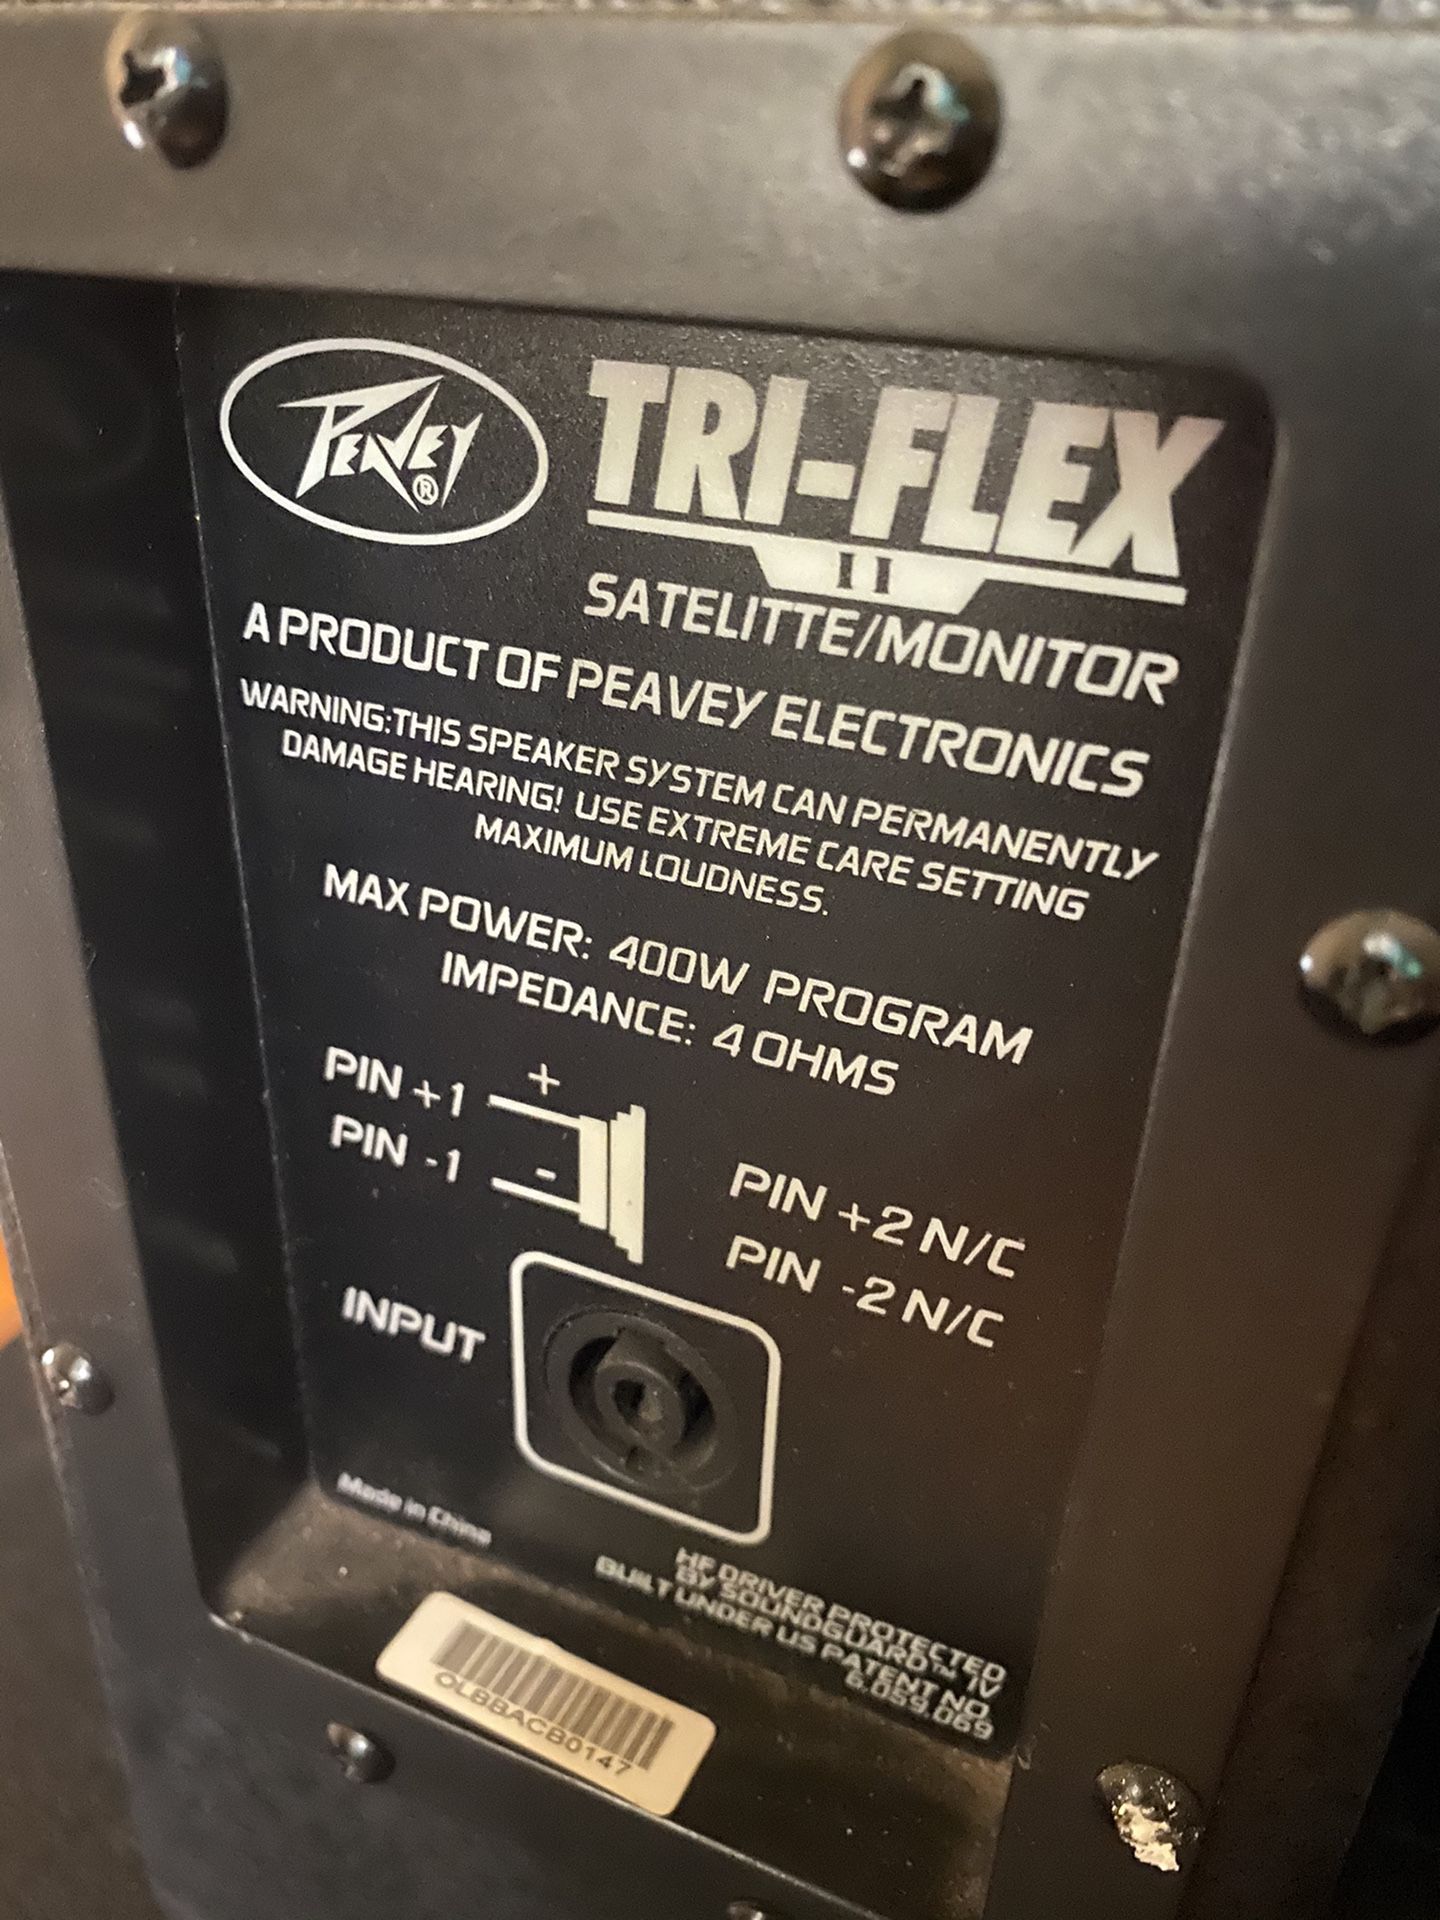 PEAVEY®
TRI-FLEX
II
SATELITTE/MONITOR
A PRODUCT OF PEAVEY ELECTRONICS
WARNING:THIS SPEAKER SYSTEM CAN PERMANENTLY
DAMAGE HEARING! USE EXTREME CARE SETTING
MAXIMUM LOUDNESS.
MAX POWER: 400W PROGRAM
IMPEDANCE: 4 OHMS
PIN +1 +
PIN -1 -
PIN +2 N/C
PIN -2 N/C
INPUT
Made in China
HF DRIVER PROTECTED
BY SOUNDGUARD™ IV
BUILT UNDER US PATENT NO.
6,059,069
OLBBACB0147